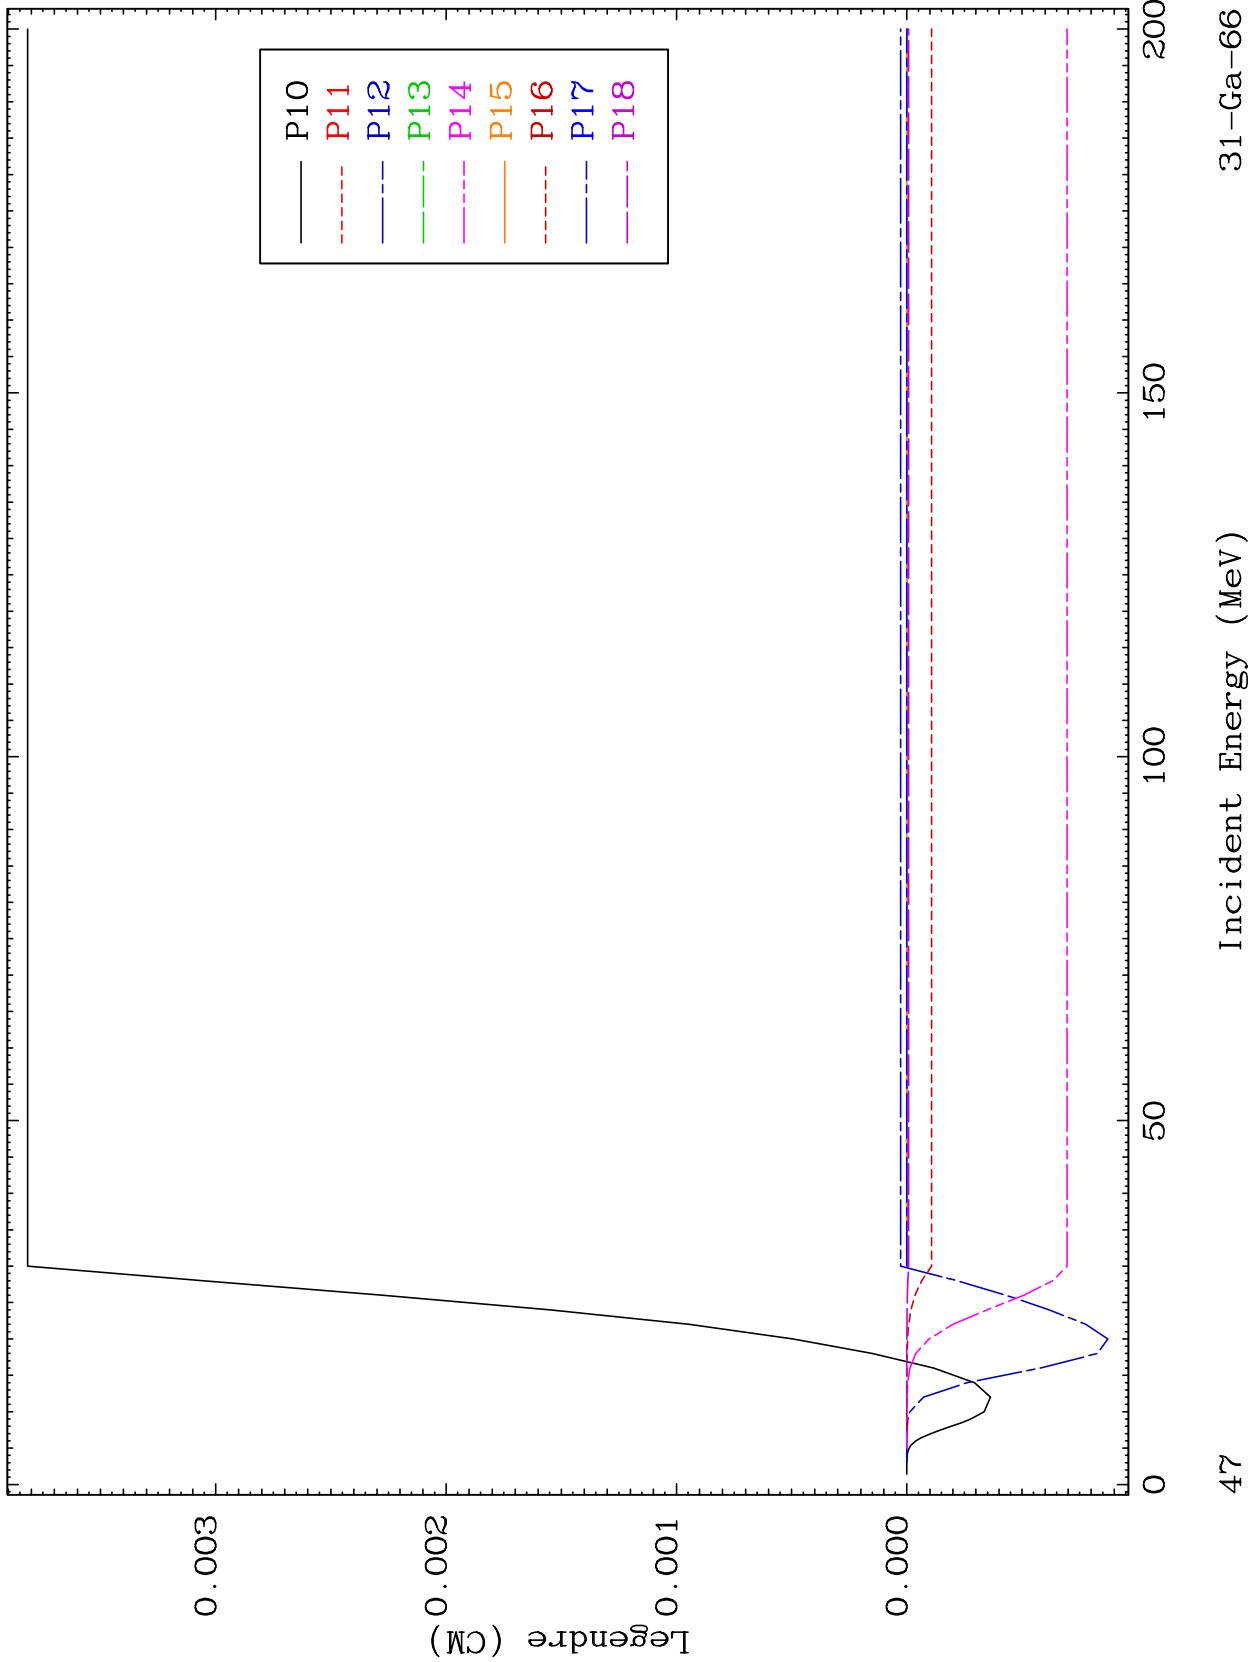 Legendre (CM)
0.003
0.002
0.001
0.000
P10
P11
P12
P13
P14
P15
P16
P17
P18
0
50
100
150
200
Incident Energy (MeV)
47
31-Ga-66